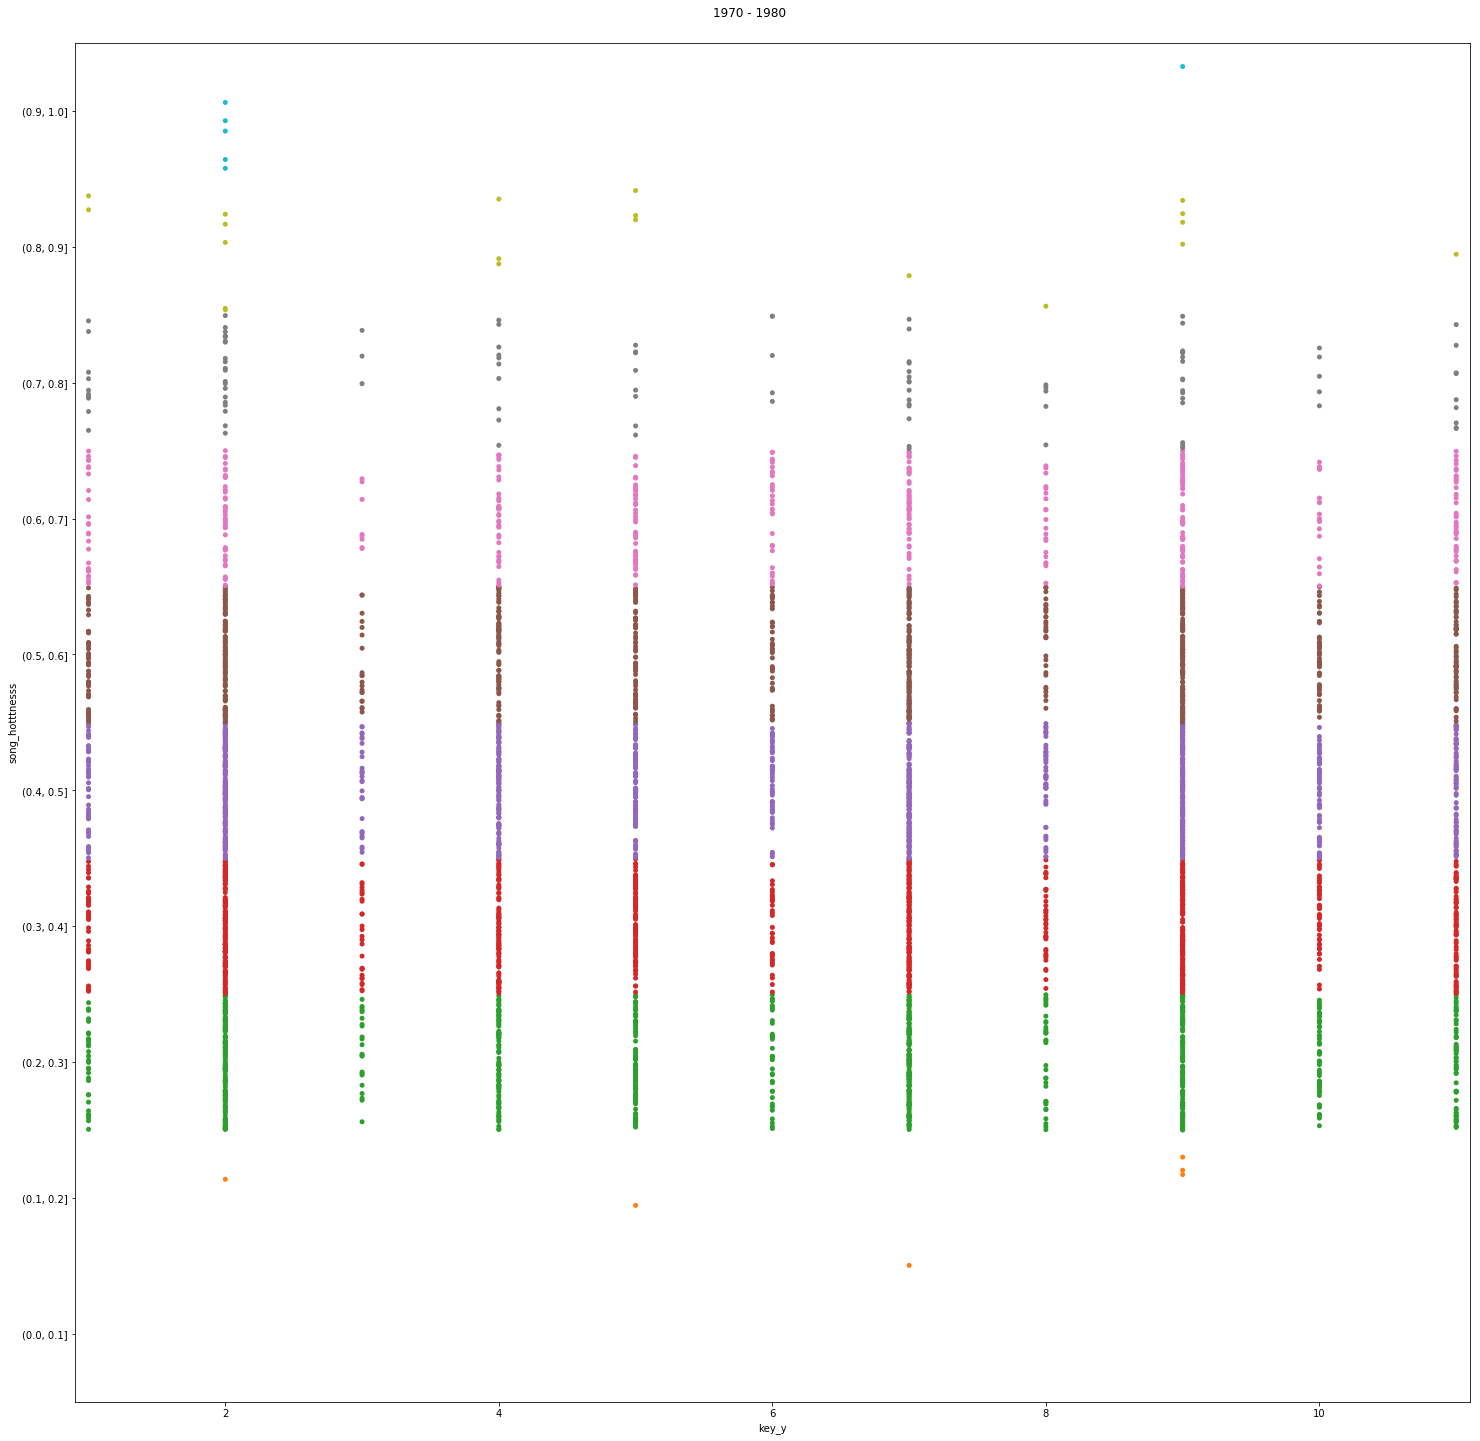 1970 - 1980
(0.9, 1.0]
(0.8, 0.9]
(0.7, 0.8]
(0.6, 0.7]
(0.5, 0.6]
(0.4, 0.5]
(0.3, 0.4]
(0.2, 0.3]
(0.1, 0.2]
(0.0, 0.1]
song_hotttnesss
2 4 6 8 10
key_y